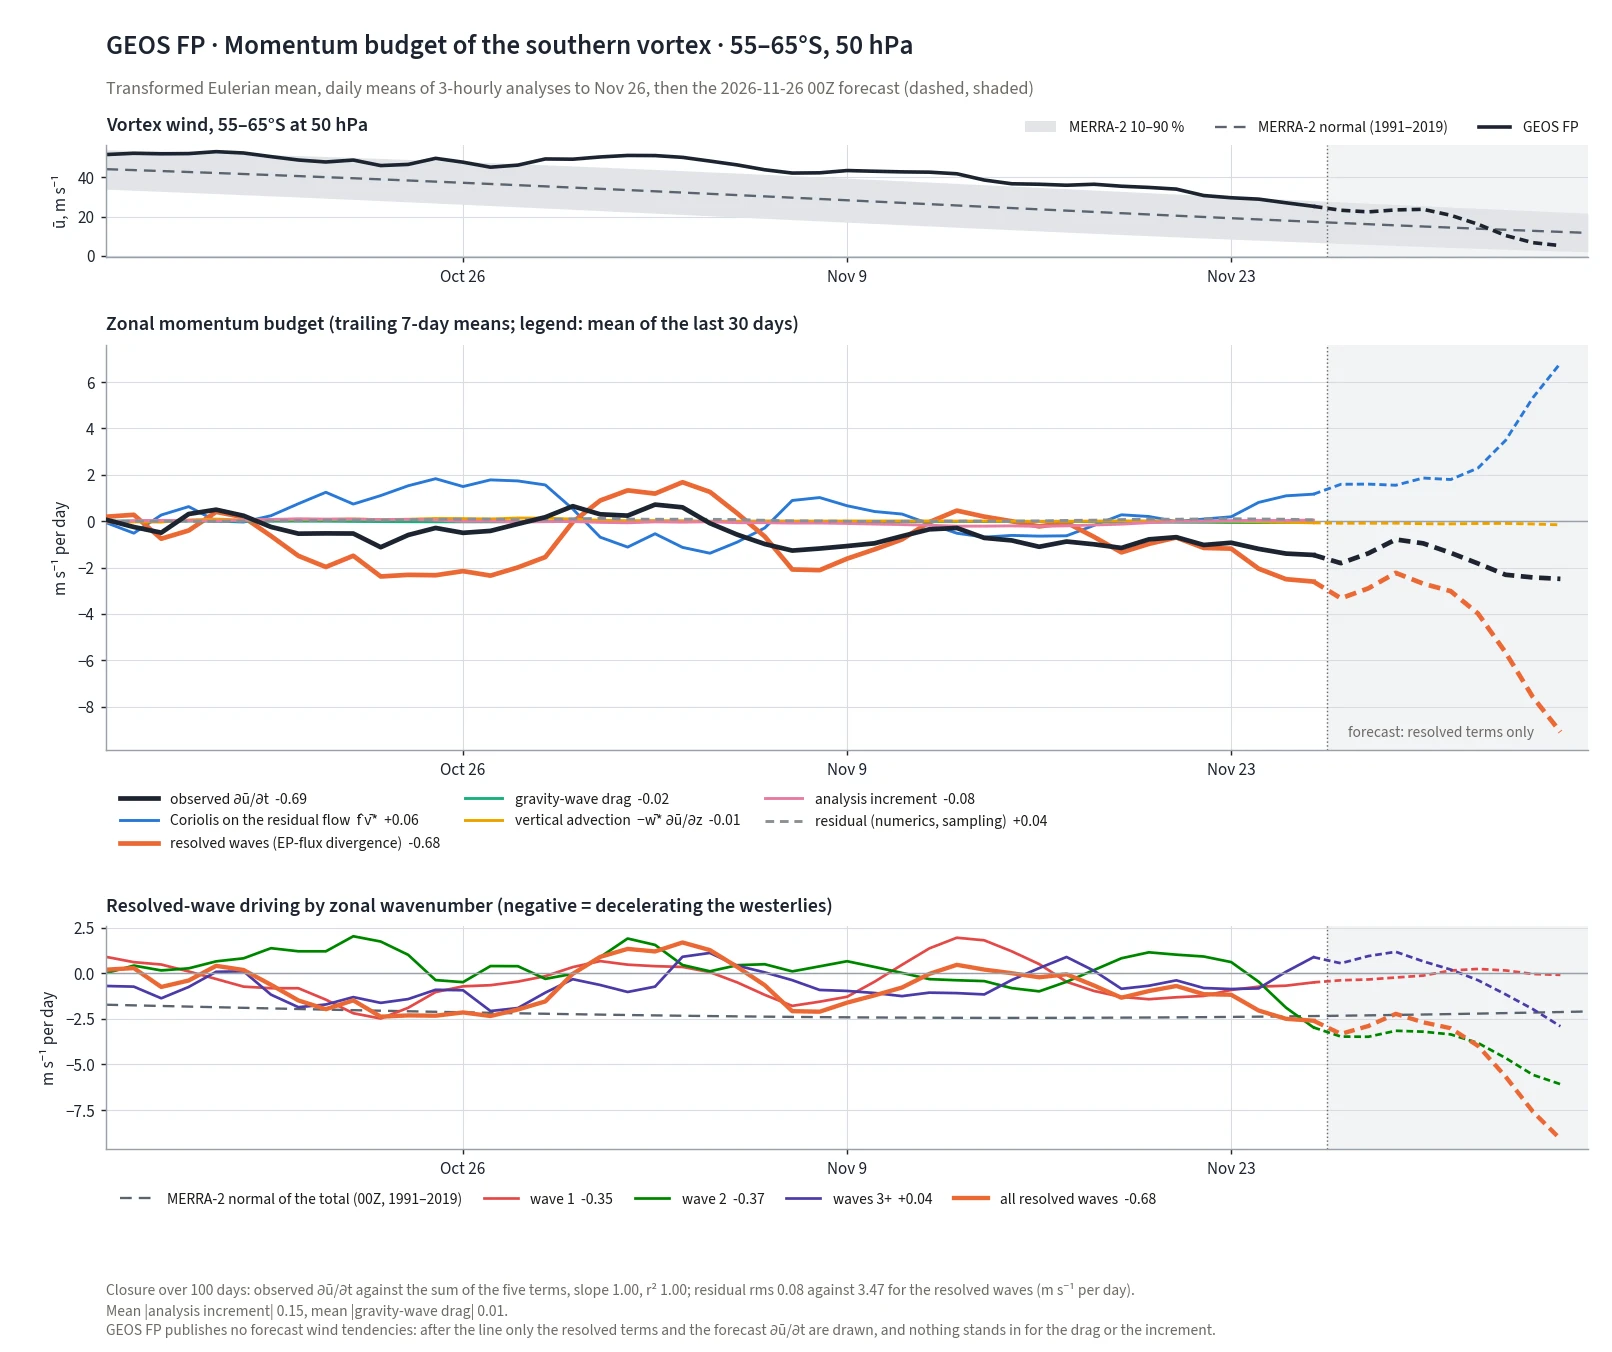 GEOS FP · Momentum budget of the southern vortex · 55–65°S, 50 hPa
Transformed Eulerian mean, daily means of 3-hourly analyses to Nov 26, then the 2026-11-26 00Z forecast (dashed, shaded)
Vortex wind, 55–65°S at 50 hPa
MERRA-2 10–90 %
MERRA-2 normal (1991–2019)
GEOS FP
ū, m s⁻¹
40
20
0
Oct 26
Nov 9
Nov 23
Zonal momentum budget (trailing 7-day means; legend: mean of the last 30 days)
m s⁻¹ per day
6
4
2
0
−2
−4
−6
−8
forecast: resolved terms only
Oct 26
Nov 9
Nov 23
observed ∂ū/∂t -0.69
gravity-wave drag -0.02
analysis increment -0.08
Coriolis on the residual flow f v̄* +0.06
vertical advection −w̄* ∂ū/∂z -0.01
residual (numerics, sampling) +0.04
resolved waves (EP-flux divergence) -0.68
Resolved-wave driving by zonal wavenumber (negative = decelerating the westerlies)
m s⁻¹ per day
2.5
0.0
−2.5
−5.0
−7.5
Oct 26
Nov 9
Nov 23
MERRA-2 normal of the total (00Z, 1991–2019)
wave 1 -0.35
wave 2 -0.37
waves 3+ +0.04
all resolved waves -0.68
Closure over 100 days: observed ∂ū/∂t against the sum of the five terms, slope 1.00, r² 1.00; residual rms 0.08 against 3.47 for the resolved waves (m s⁻¹ per day).
Mean |analysis increment| 0.15, mean |gravity-wave drag| 0.01.
GEOS FP publishes no forecast wind tendencies: after the line only the resolved terms and the forecast ∂ū/∂t are drawn, and nothing stands in for the drag or the increment.